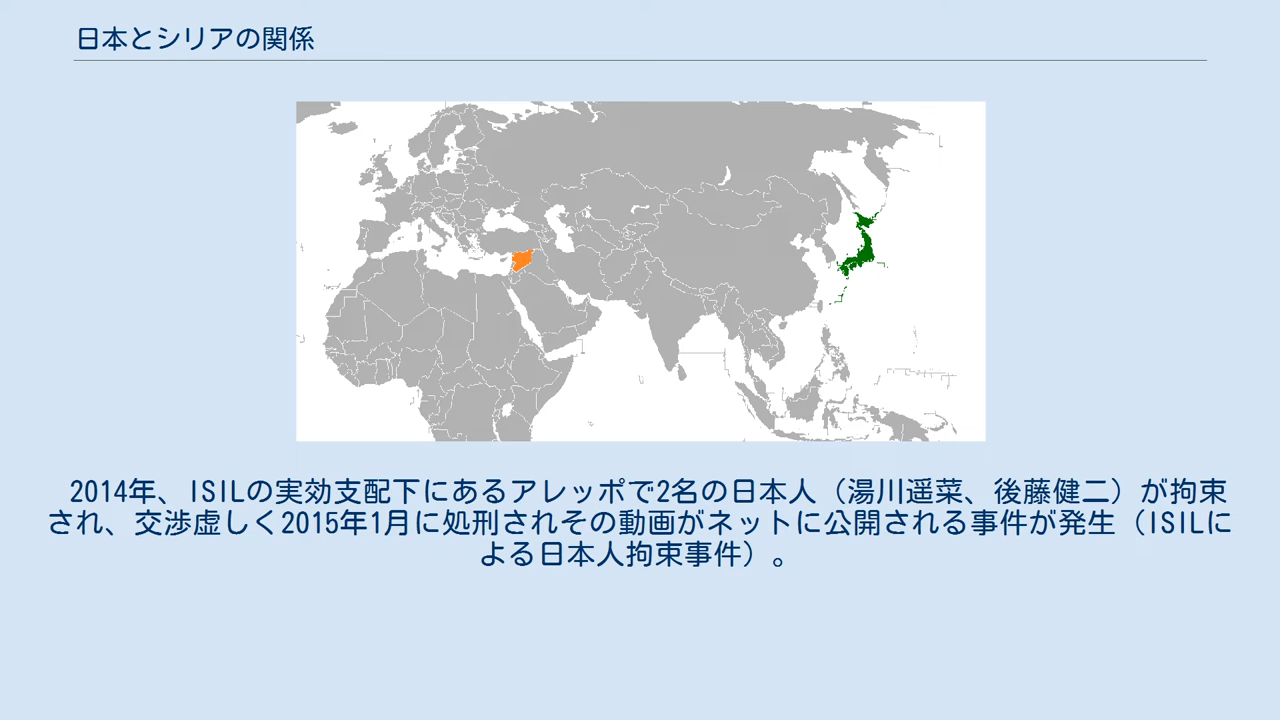 日本とシリアの関係
2014年、ISILの実効支配下にあるアレッポで2名の日本人（湯川遥菜、後藤健二）が拘束
され、交渉虚しく2015年1月に処刑されその動画がネットに公開される事件が発生（ISILに
よる日本人拘束事件）。